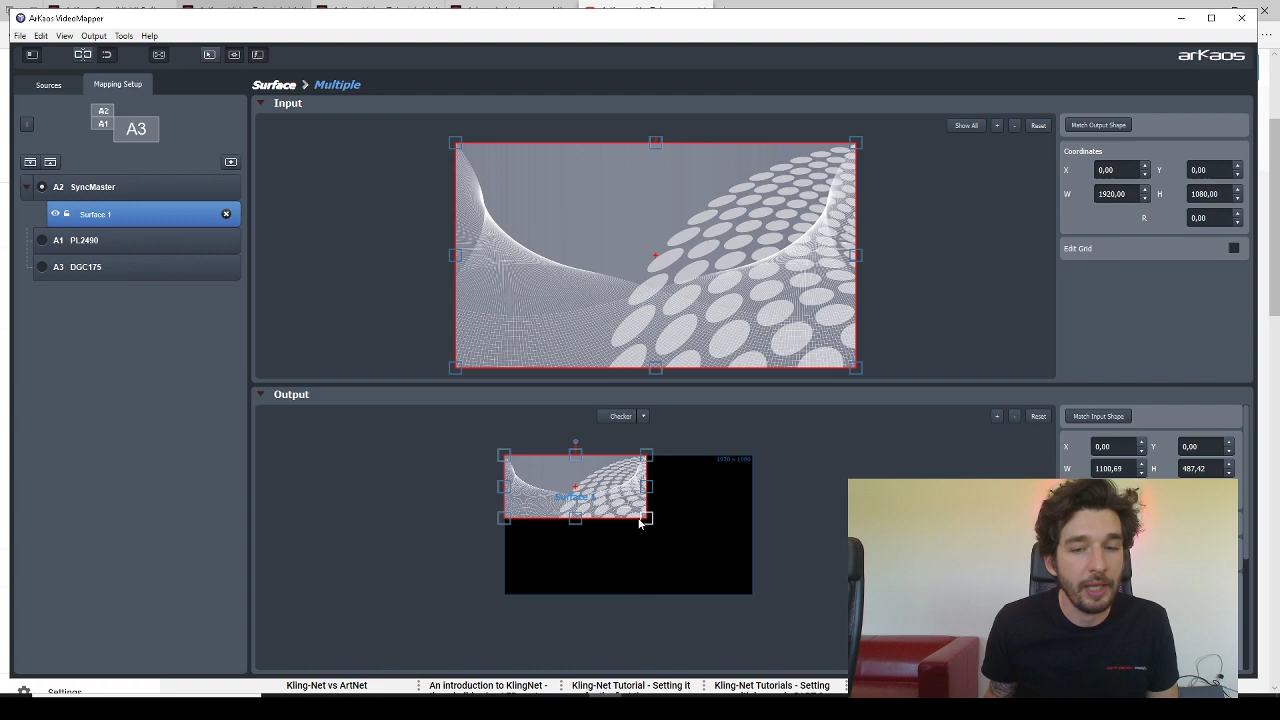 ArKaos VideoMapper
File Edit View Output Tools Help
arKaos
Sources
Mapping Setup
Surface > Multiple
Input
A2
A1
A3
Show All + - Reset
Match Output Shape
Coordinates
X 0,00 Y 0,00
W 1920,00 H 1080,00
R 0,00
Edit Grid
A2 SyncMaster
Surface 1
A1 PL2490
A3 DGC175
Output
Checker
+ - Reset
Match Input Shape
X 0,00 Y 0,00
W 1100,69 H 487,42
1920 x 1080
Surface 1
Settings
Kling-Net vs ArtNet
An introduction to KlingNet -
Kling-Net Tutorial - Setting it
Kling-Net Tutorials - Setting